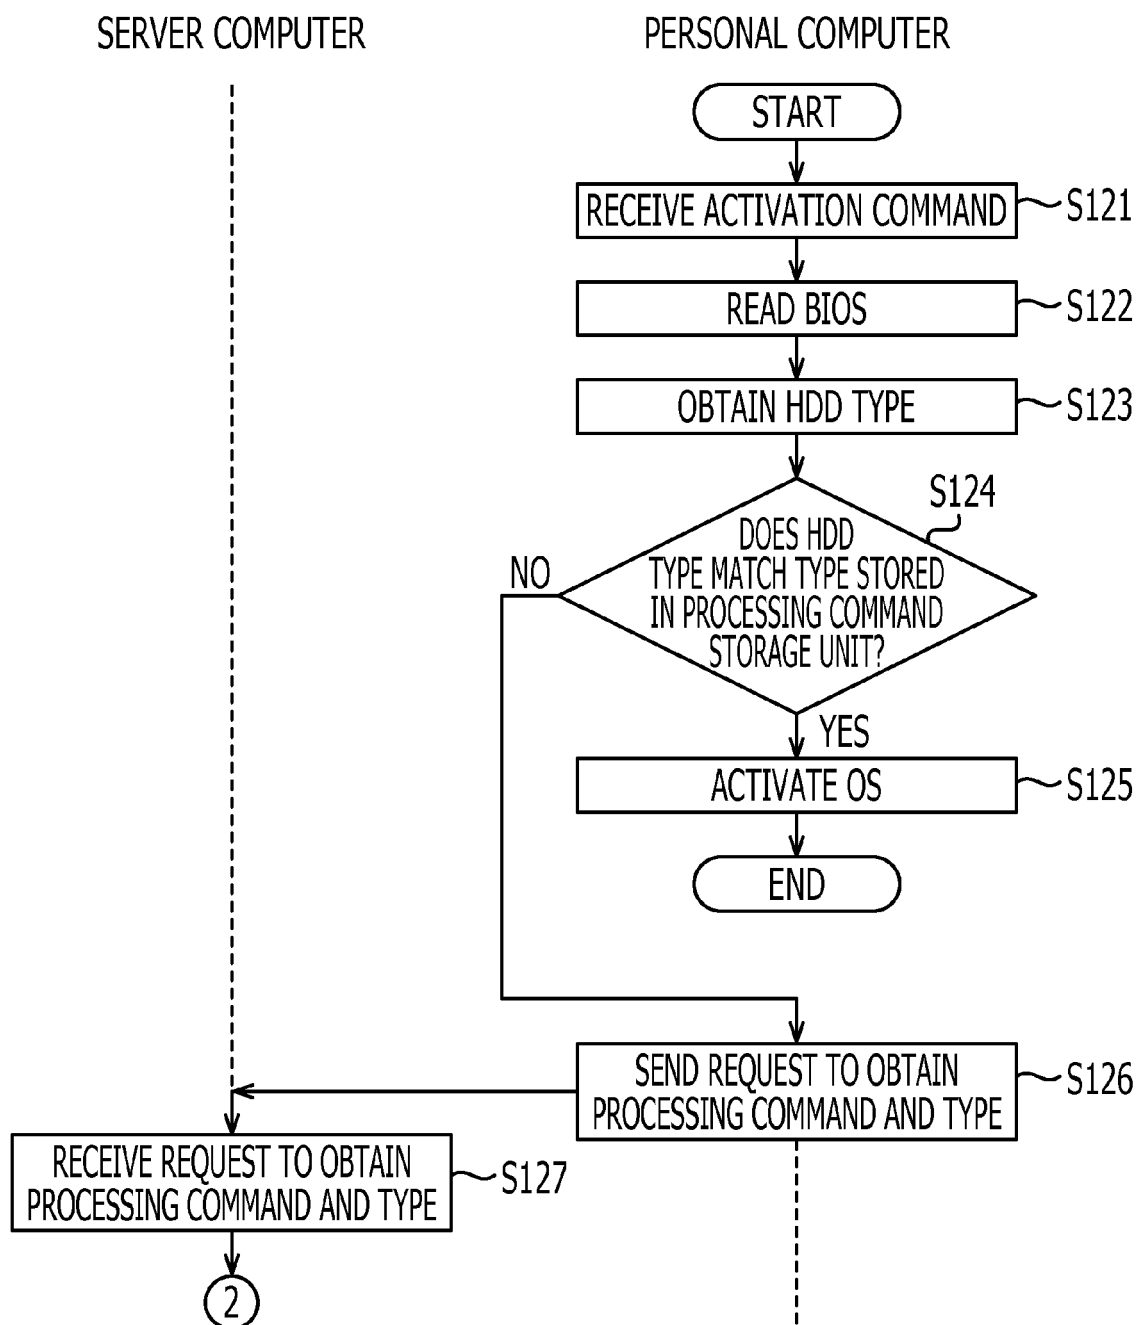 SERVER COMPUTER
PERSONAL COMPUTER
START
RECEIVE ACTIVATION COMMAND
S121
READ BIOS
S122
OBTAIN HDD TYPE
S123
S124
DOES HDD
TYPE MATCH TYPE STORED
IN PROCESSING COMMAND
STORAGE UNIT?
NO
YES
ACTIVATE OS
S125
END
SEND REQUEST TO OBTAIN
PROCESSING COMMAND AND TYPE
S126
RECEIVE REQUEST TO OBTAIN
PROCESSING COMMAND AND TYPE
S127
2